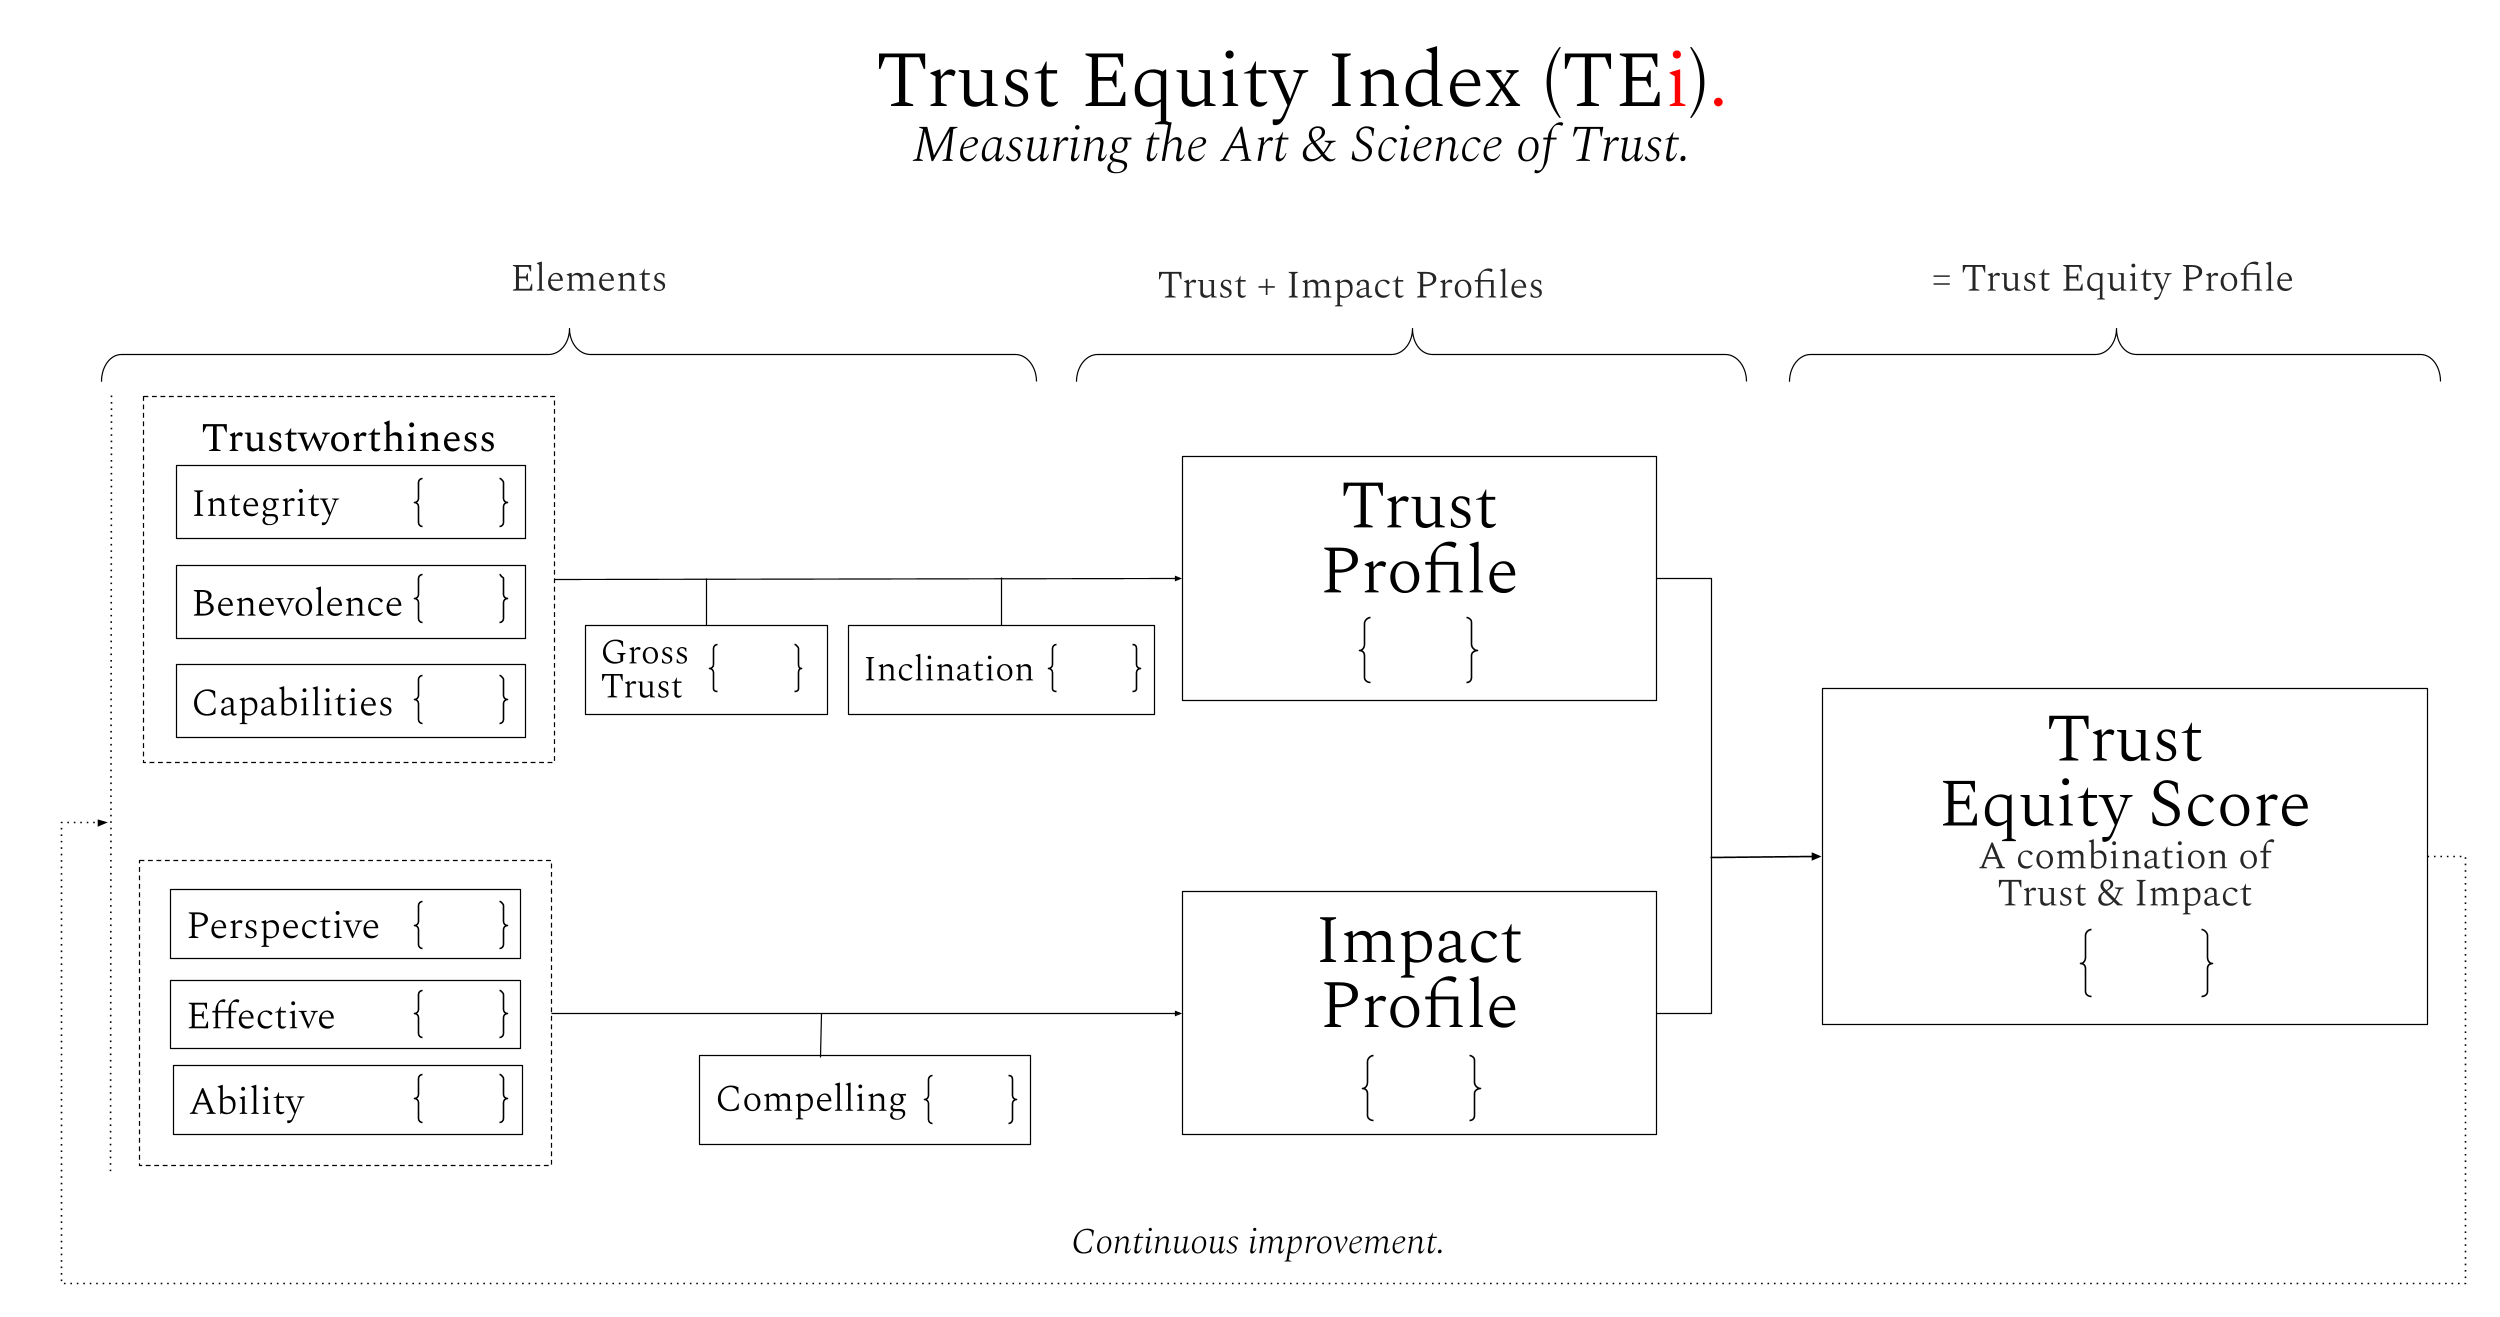 Trust Equity Index (TEi).
Measuring the Art & Science of Trust.
Elements
Trust + Impact Profiles
= Trust Equity Profile
Trustworthiness
Integrity { }
Benevolence { }
Capabilities { }
Gross
Trust { }
Inclination { }
Trust
Profile
{ }
Perspective { }
Effective { }
Ability { }
Compelling { }
Impact
Profile
{ }
Trust
Equity Score
A combination of
Trust & Impact
{ }
Continuous improvement.